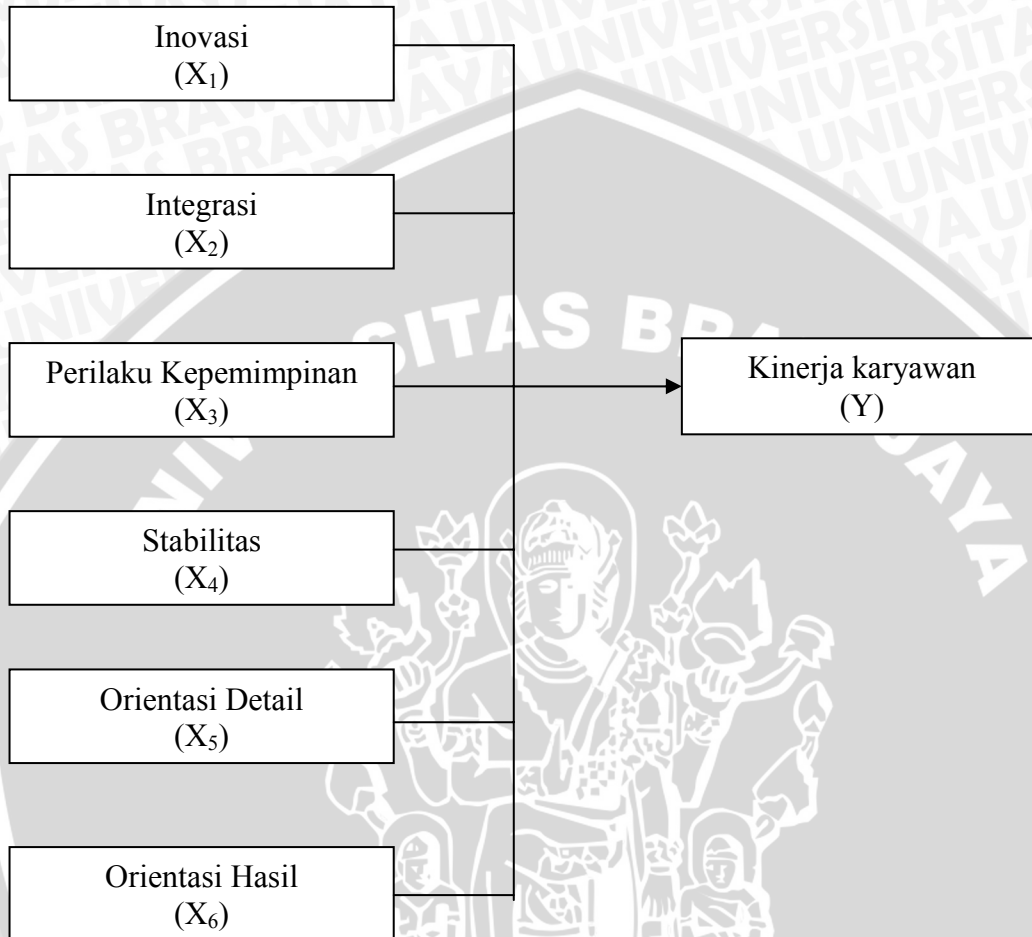 Inovasi
(X₁)
Integrasi
(X₂)
Perilaku Kepemimpinan
(X₃)
Kinerja karyawan
(Y)
Stabilitas
(X₄)
Orientasi Detail
(X₅)
Orientasi Hasil
(X₆)